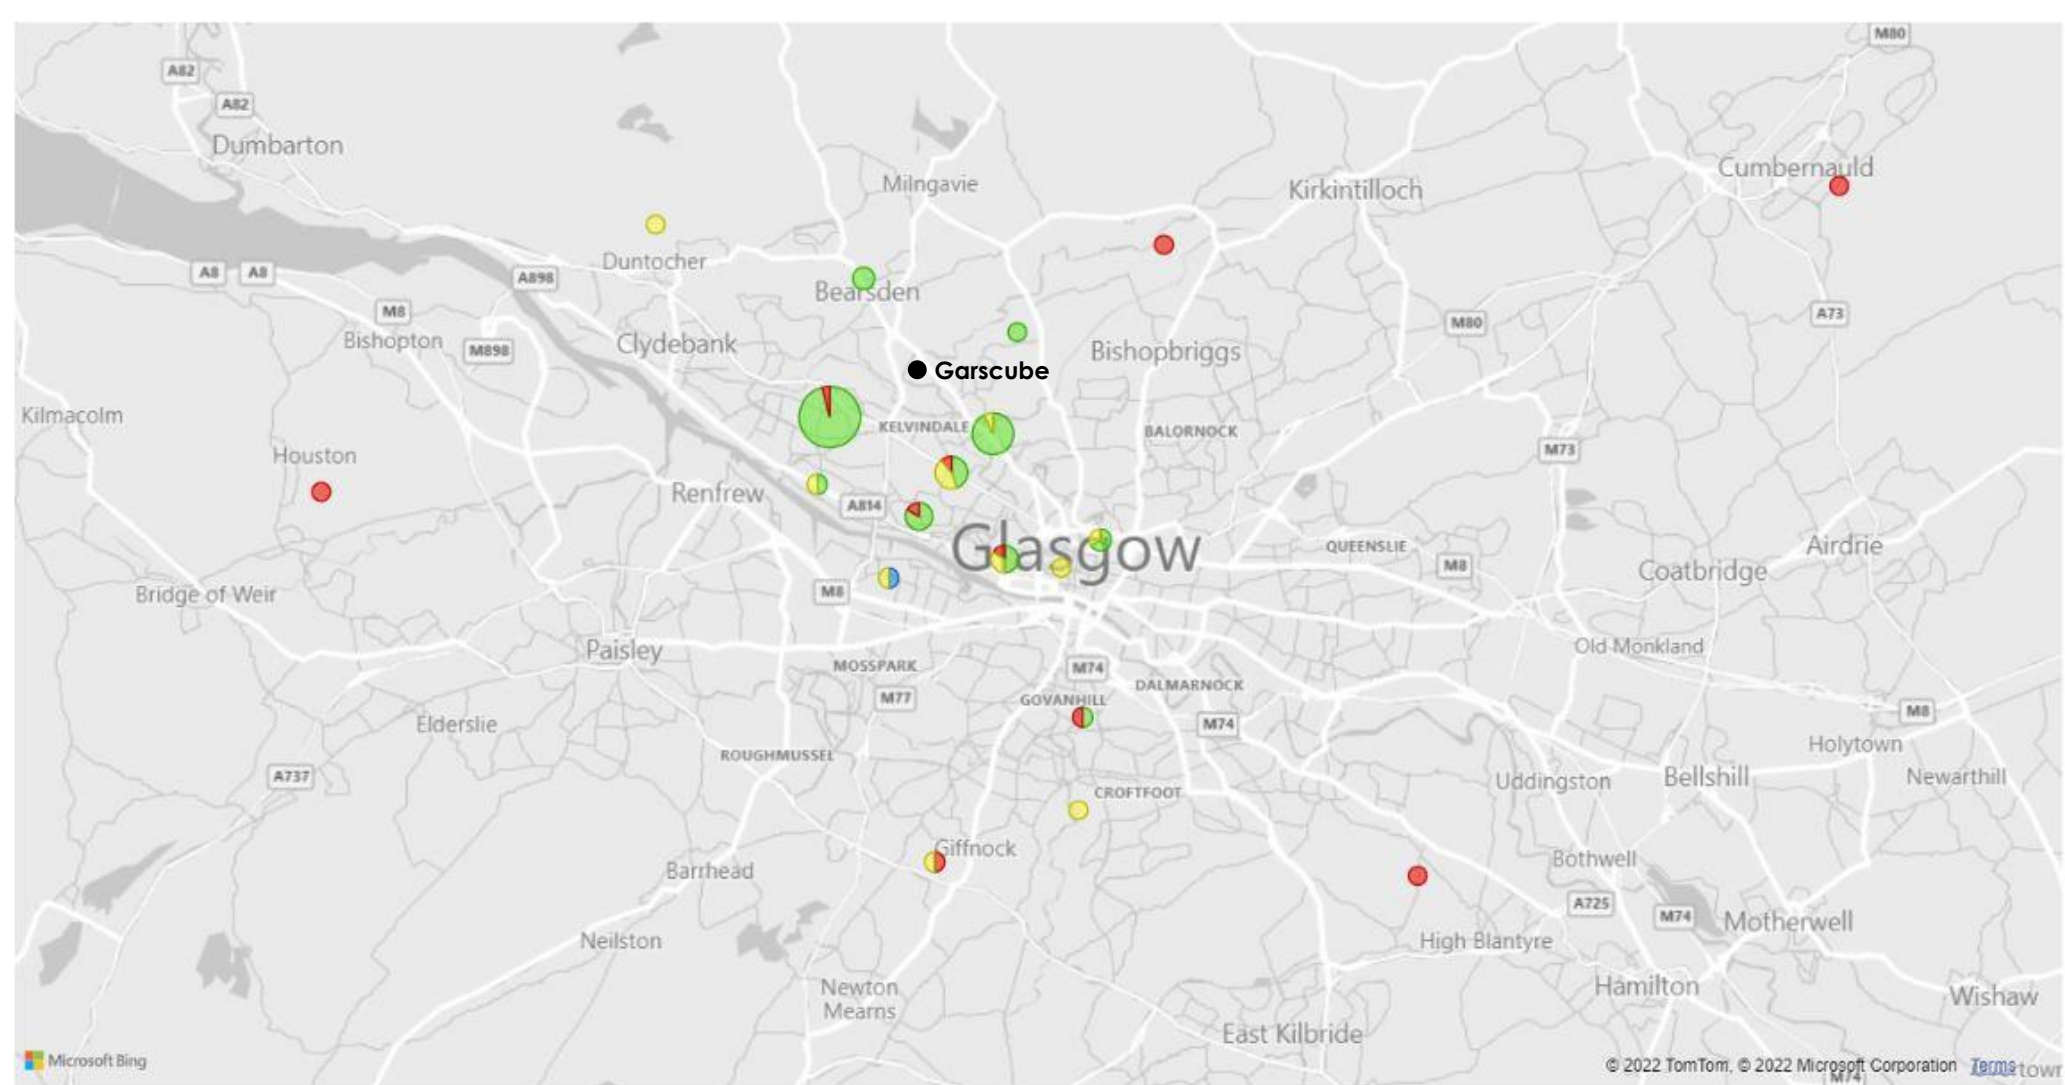 M80
A82
A82
Dumbarton
Cumbernauld
Milngavie
Kirkintilloch
Duntocher
A8
A8
A898
Bearsden
M8
A73
M80
Bishopton
M898
Clydebank
Bishopbriggs
Garscube
Kilmacolm
KELVINDALE
BALORNOCK
Houston
M73
Renfrew
A814
Glasgow
QUEENSLIE
Airdrie
M8
Coatbridge
Bridge of Weir
M8
Paisley
Old Monkland
MOSSPARK
M74
M77
GOVANHILL
DALMARNOCK
Elderslie
M74
M8
ROUGHMUSSEL
Holytown
A737
Uddingston
Bellshill
Newarthill
CROFTFOOT
Giffnock
Bothwell
Barrhead
A725
M74
Motherwell
Neilston
High Blantyre
Newton
Mearns
Hamilton
Wishaw
East Kilbride
Microsoft Bing
© 2022 TomTom, © 2022 Microsoft Corporation Terms
M74